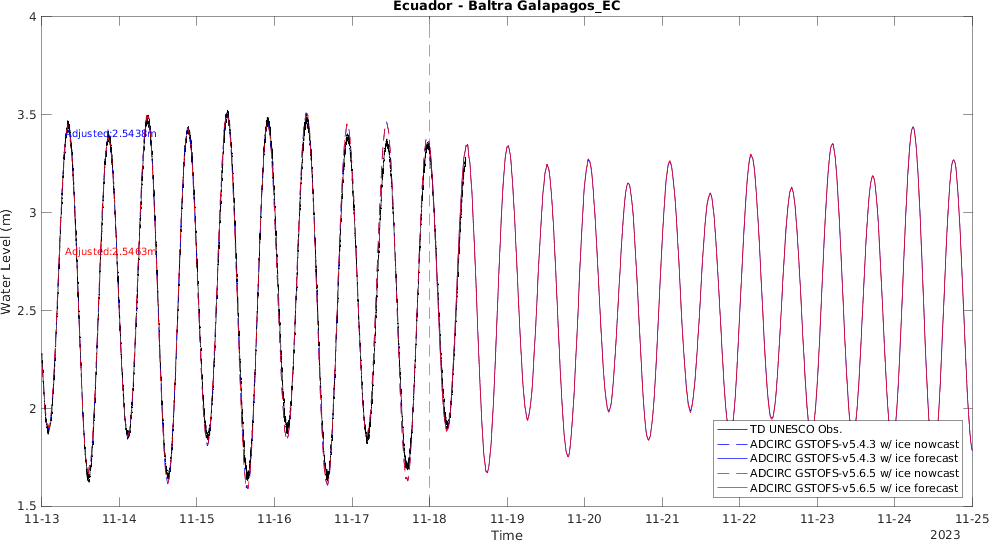 Ecuador - Baltra Galapagos_EC
4
3.5
3
2.5
2
1.5
Water Level (m)
Adjusted:2.5438m
Adjusted:2.5463m
TD UNESCO Obs.
ADCIRC GSTOFS-v5.4.3 w/ ice nowcast
ADCIRC GSTOFS-v5.4.3 w/ ice forecast
ADCIRC GSTOFS-v5.6.5 w/ ice nowcast
ADCIRC GSTOFS-v5.6.5 w/ ice forecast
11-13 11-14 11-15 11-16 11-17 11-18 11-19 11-20 11-21 11-22 11-23 11-24 11-25
Time
2023